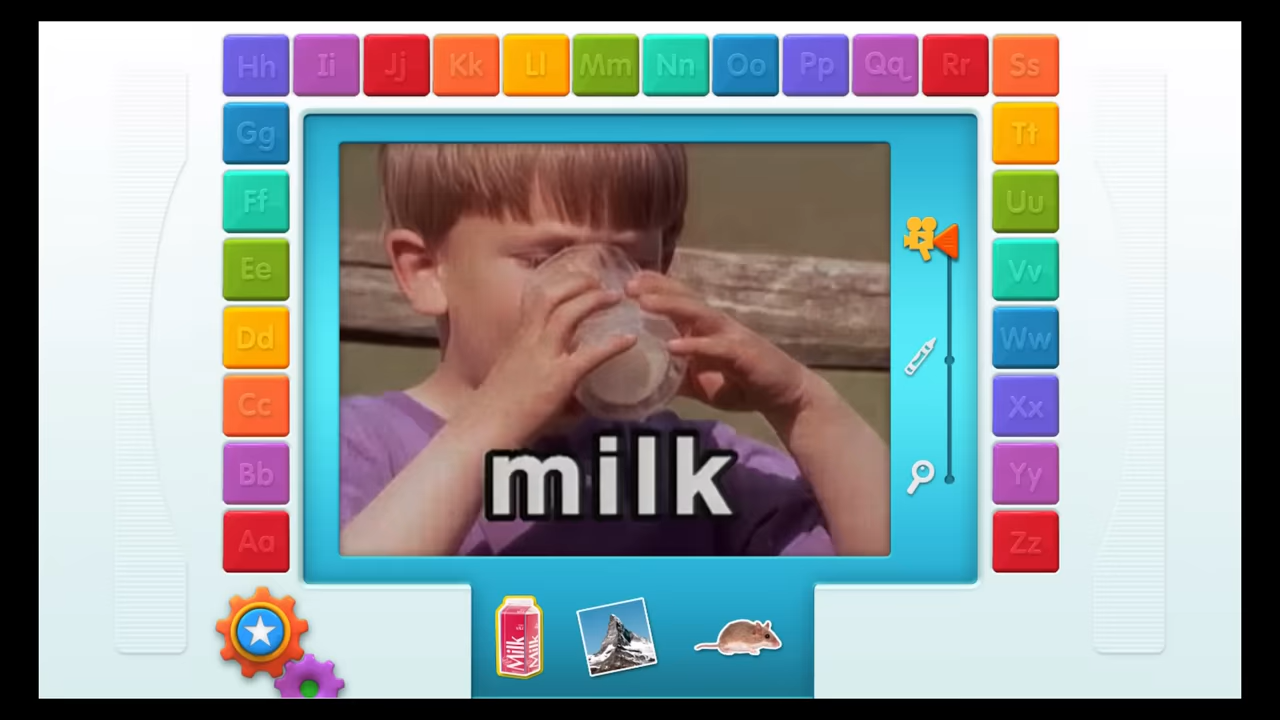 Hh Ii Jj Kk Ll Mm Nn Oo Pp Qq Rr Ss
Gg Tt
Ff Uu
Ee Vv
Dd Ww
Cc Xx
Bb Yy
Aa Zz
milk
Milk Milk